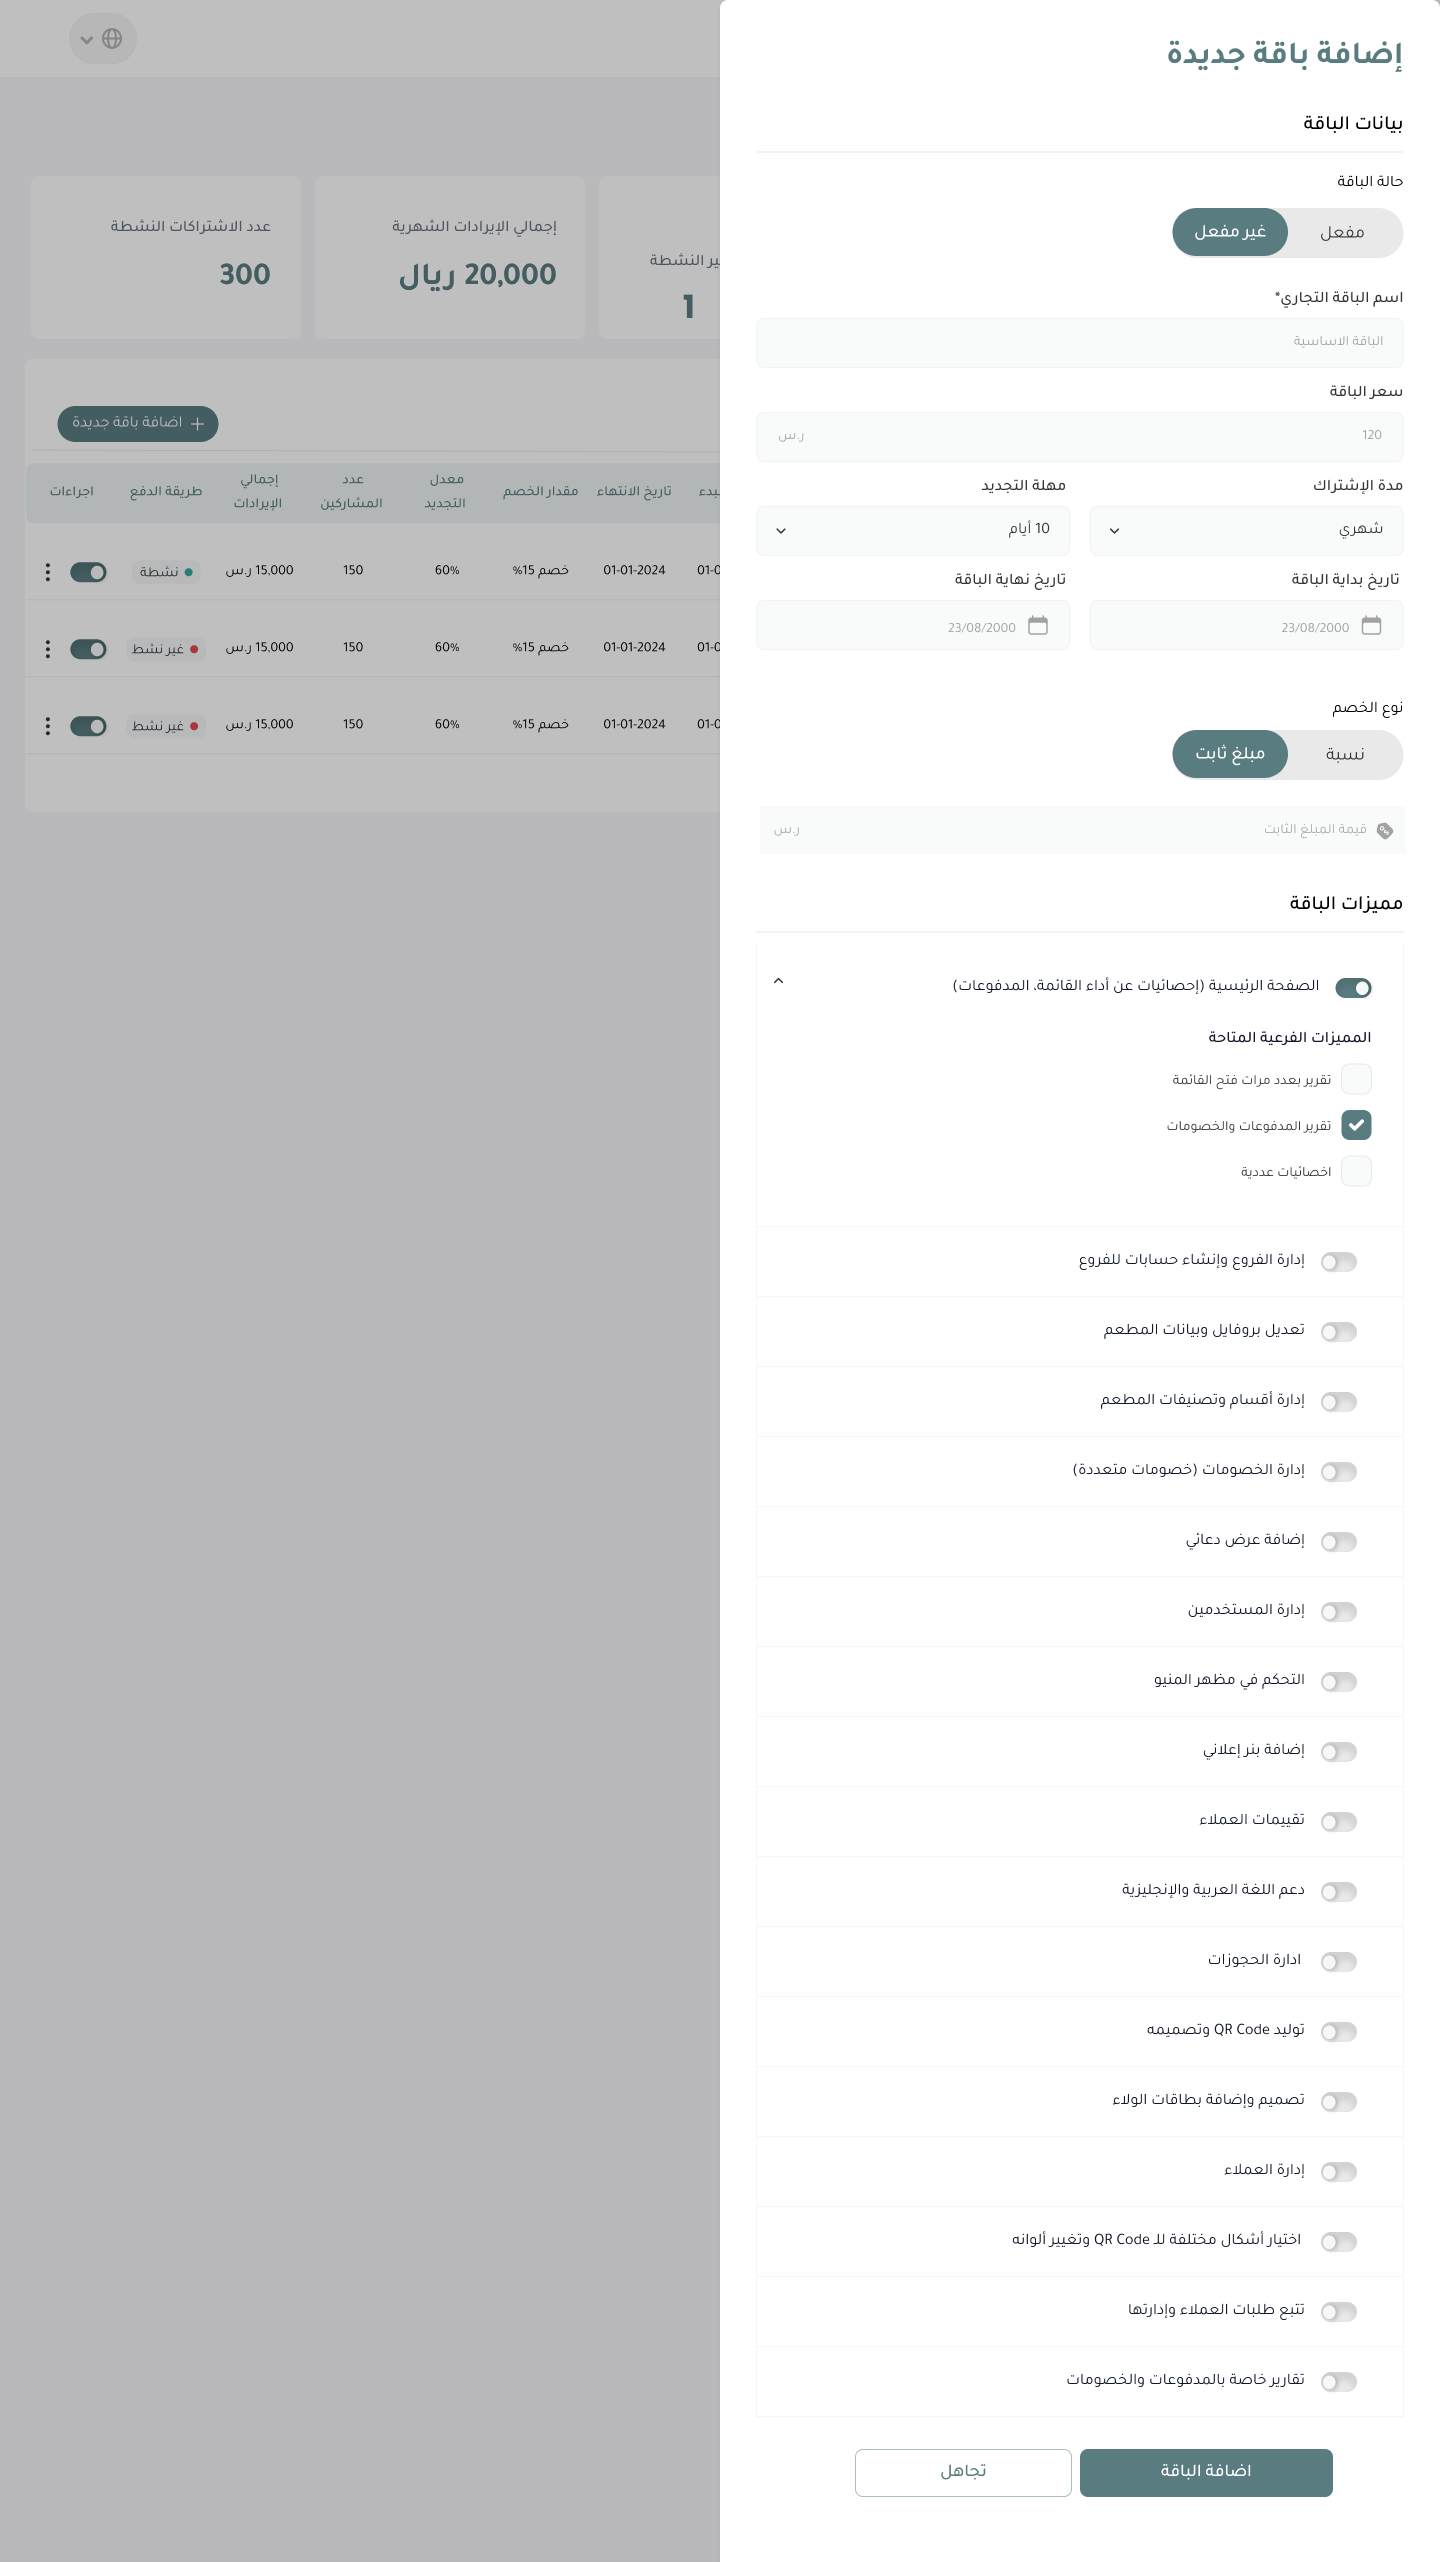 إضافة باقة جديدة
بيانات الباقة
حالة الباقة
مفعل
غير مفعل
اسم الباقة التجاري*
الباقة الاساسية
سعر الباقة
120
ر.س
مدة الإشتراك
مهلة التجديد
شهري
10 أيام
تاريخ بداية الباقة
تاريخ نهاية الباقة
23/08/2000
23/08/2000
نوع الخصم
نسبة
مبلغ ثابت
قيمة المبلغ الثابت
ر.س
مميزات الباقة
الصفحة الرئيسية (إحصائيات عن أداء القائمة، المدفوعات)
المميزات الفرعية المتاحة
تقرير بعدد مرات فتح القائمة
تقرير المدفوعات والخصومات
اخصائيات عددية
إدارة الفروع وإنشاء حسابات للفروع
تعديل بروفايل وبيانات المطعم
إدارة أقسام وتصنيفات المطعم
إدارة الخصومات (خصومات متعددة)
إضافة عرض دعائي
إدارة المستخدمين
التحكم في مظهر المنيو
إضافة بنر إعلاني
تقييمات العملاء
دعم اللغة العربية والإنجليزية
ادارة الحجوزات
توليد QR Code وتصميمه
تصميم وإضافة بطاقات الولاء
إدارة العملاء
اختيار أشكال مختلفة للـ QR Code وتغيير ألوانه
تتبع طلبات العملاء وإدارتها
تقارير خاصة بالمدفوعات والخصومات
اضافة الباقة
تجاهل
النشطة
1
إجمالي الإيرادات الشهرية
20,000 ريال
عدد الاشتراكات النشطة
300
اضافة باقة جديدة
تاريخ الانتهاء
مقدار الخصم
معدل التجديد
عدد المشاركين
إجمالي الإيرادات
طريقة الدفع
اجراءات
01-0
01-01-2024
خصم 15%
60%
150
15,000 ر.س
نشطة
01-0
01-01-2024
خصم 15%
60%
150
15,000 ر.س
غير نشط
01-0
01-01-2024
خصم 15%
60%
150
15,000 ر.س
غير نشط